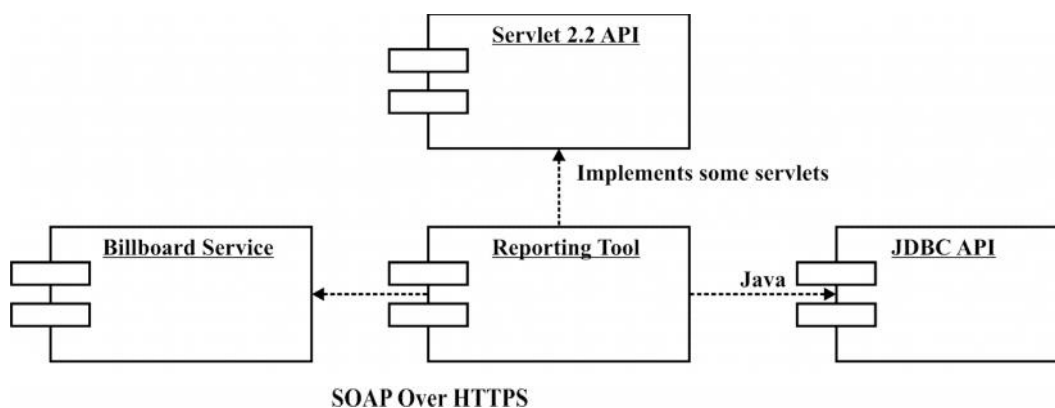 Servlet 2.2 API
Implements some servlets
Billboard Service
Reporting Tool
JDBC API
Java
SOAP Over HTTPS